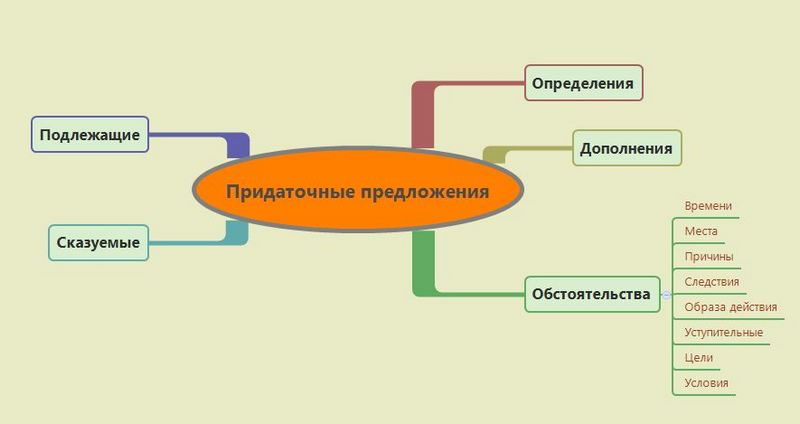 Придаточные предложения
Подлежащие
Сказуемые
Определения
Дополнения
Обстоятельства
Времени
Места
Причины
Следствия
Образа действия
Уступительные
Цели
Условия